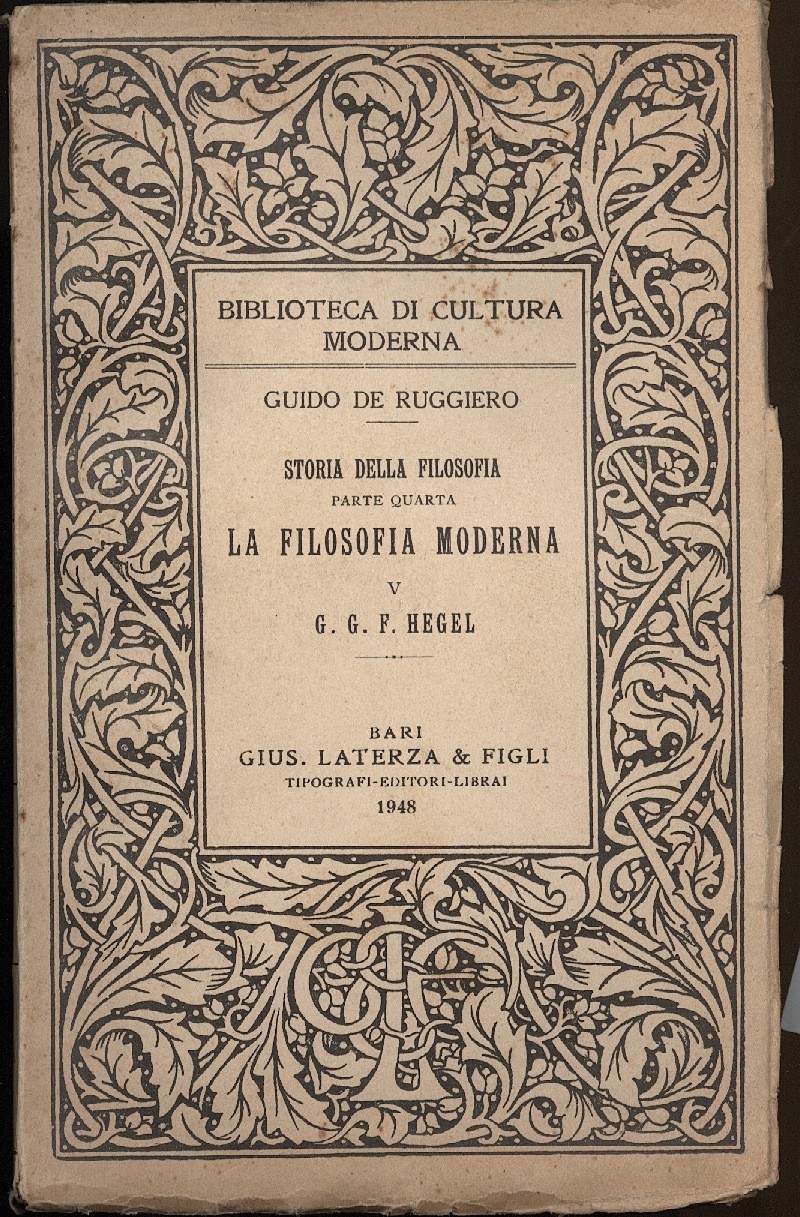 BIBLIOTECA DI CULTURA
MODERNA
GUIDO DE RUGGIERO
STORIA DELLA FILOSOFIA
PARTE QUARTA
LA FILOSOFIA MODERNA
V
G. G. F. HEGEL
BARI
GIUS. LATERZA & FIGLI
TIPOGRAFI-EDITORI-LIBRAI
1948